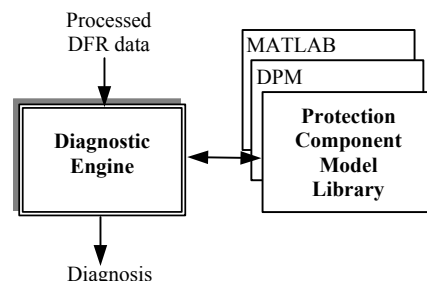 Processed
DFR data
MATLAB
DPM
Protection
Component
Model
Library
Diagnostic
Engine
Diagnosis